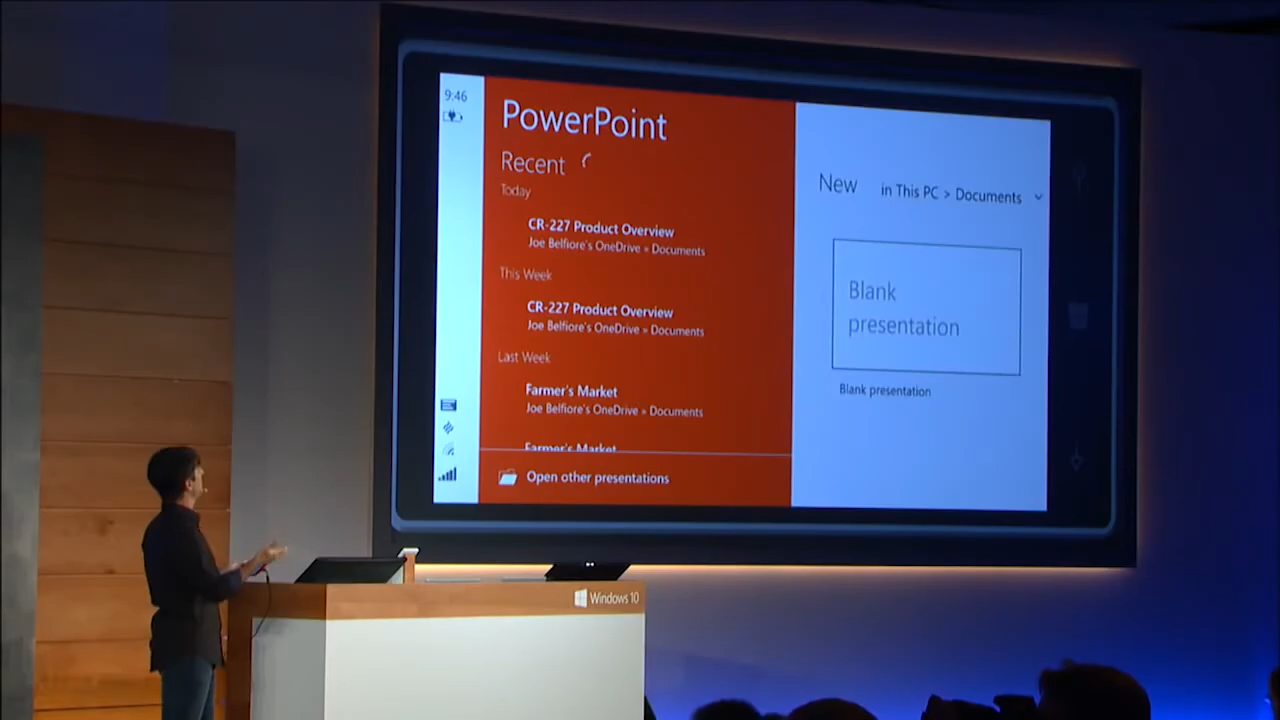 9:46
PowerPoint
Recent
Today
CR-227 Product Overview
Joe Belfiore's OneDrive » Documents
This Week
CR-227 Product Overview
Joe Belfiore's OneDrive » Documents
Last Week
Farmer's Market
Joe Belfiore's OneDrive » Documents
Farmer's Market
Open other presentations
New in This PC > Documents
Blank
presentation
Blank presentation
Windows 10